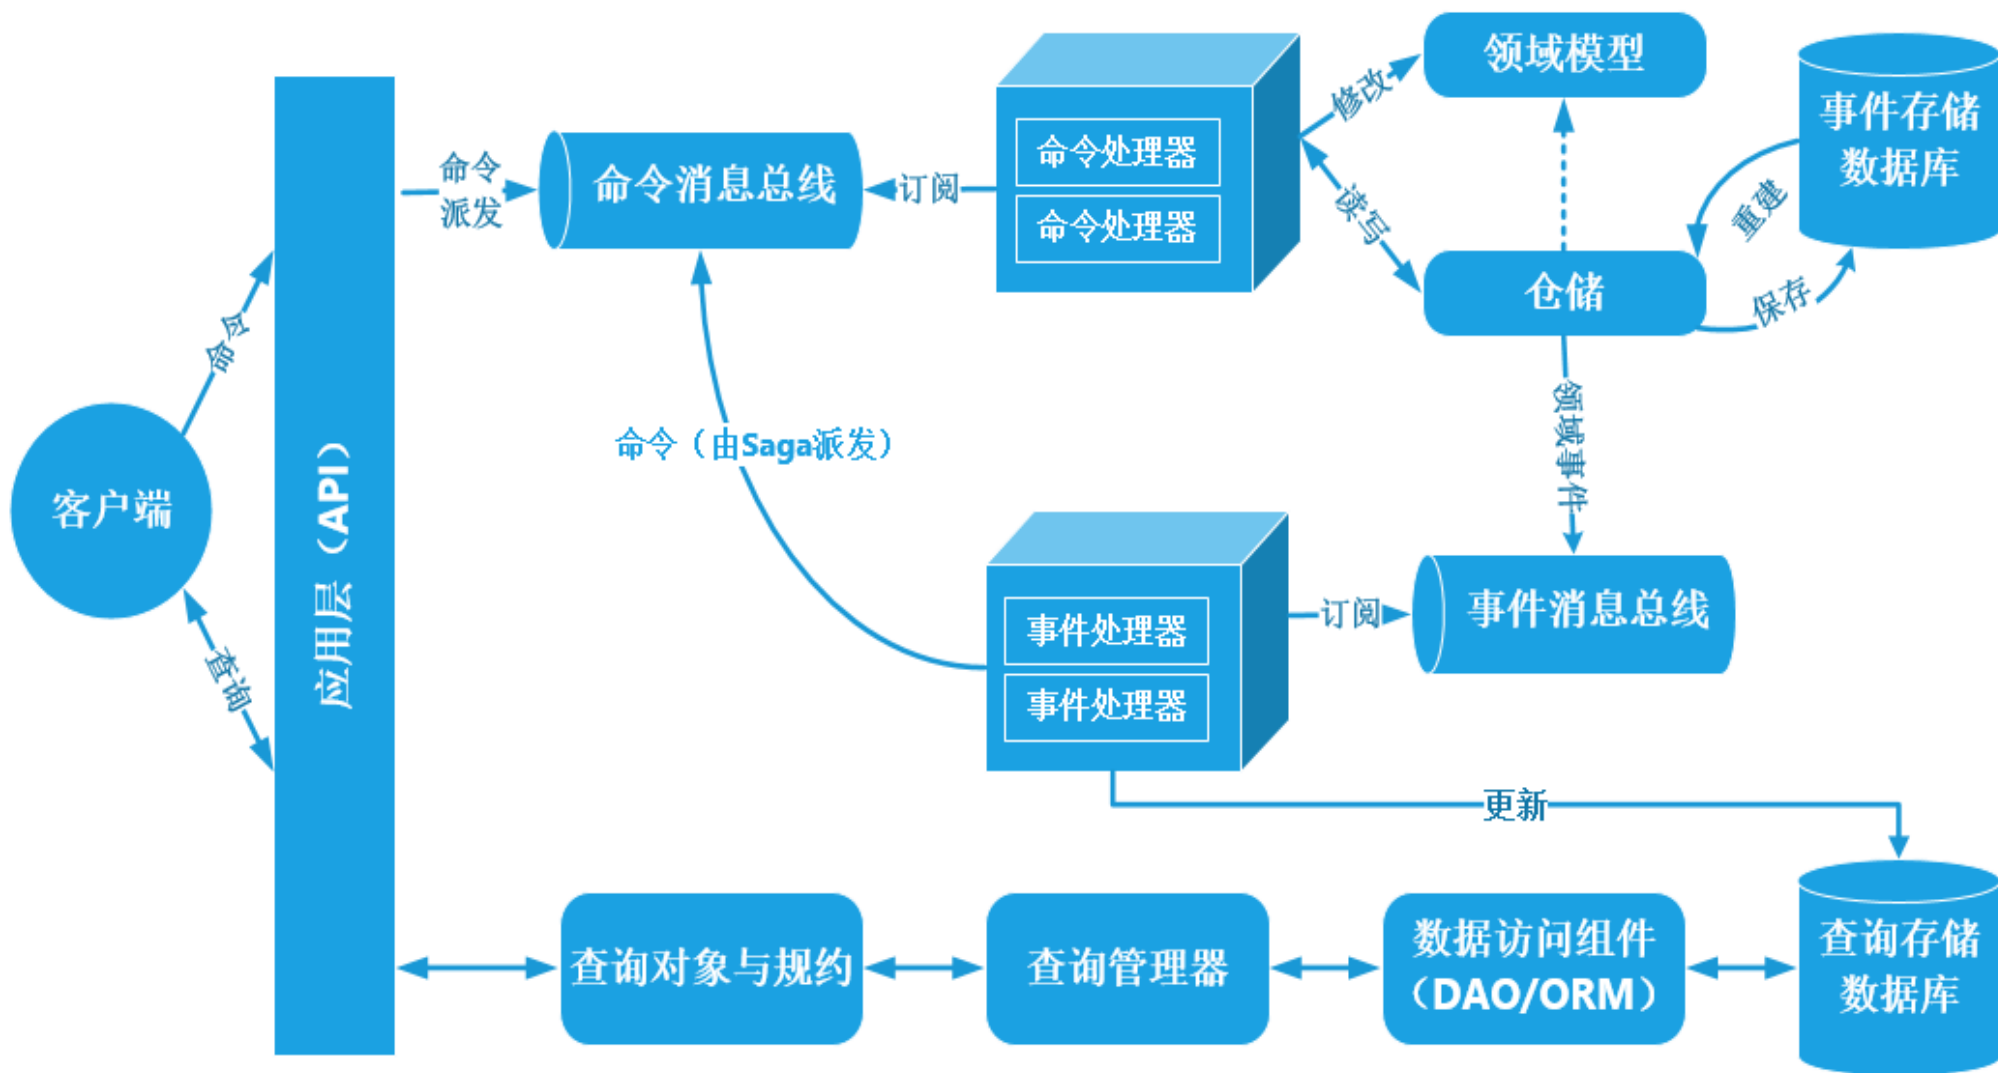 客户端
命令
查询
应用层（API）
命令
派发
命令消息总线
订阅
命令处理器
命令处理器
修改
读写
领域模型
仓储
重建
保存
事件存储
数据库
领域事件
命令（由Saga派发）
事件处理器
事件处理器
订阅
事件消息总线
更新
查询对象与规约
查询管理器
数据访问组件
（DAO/ORM）
查询存储
数据库